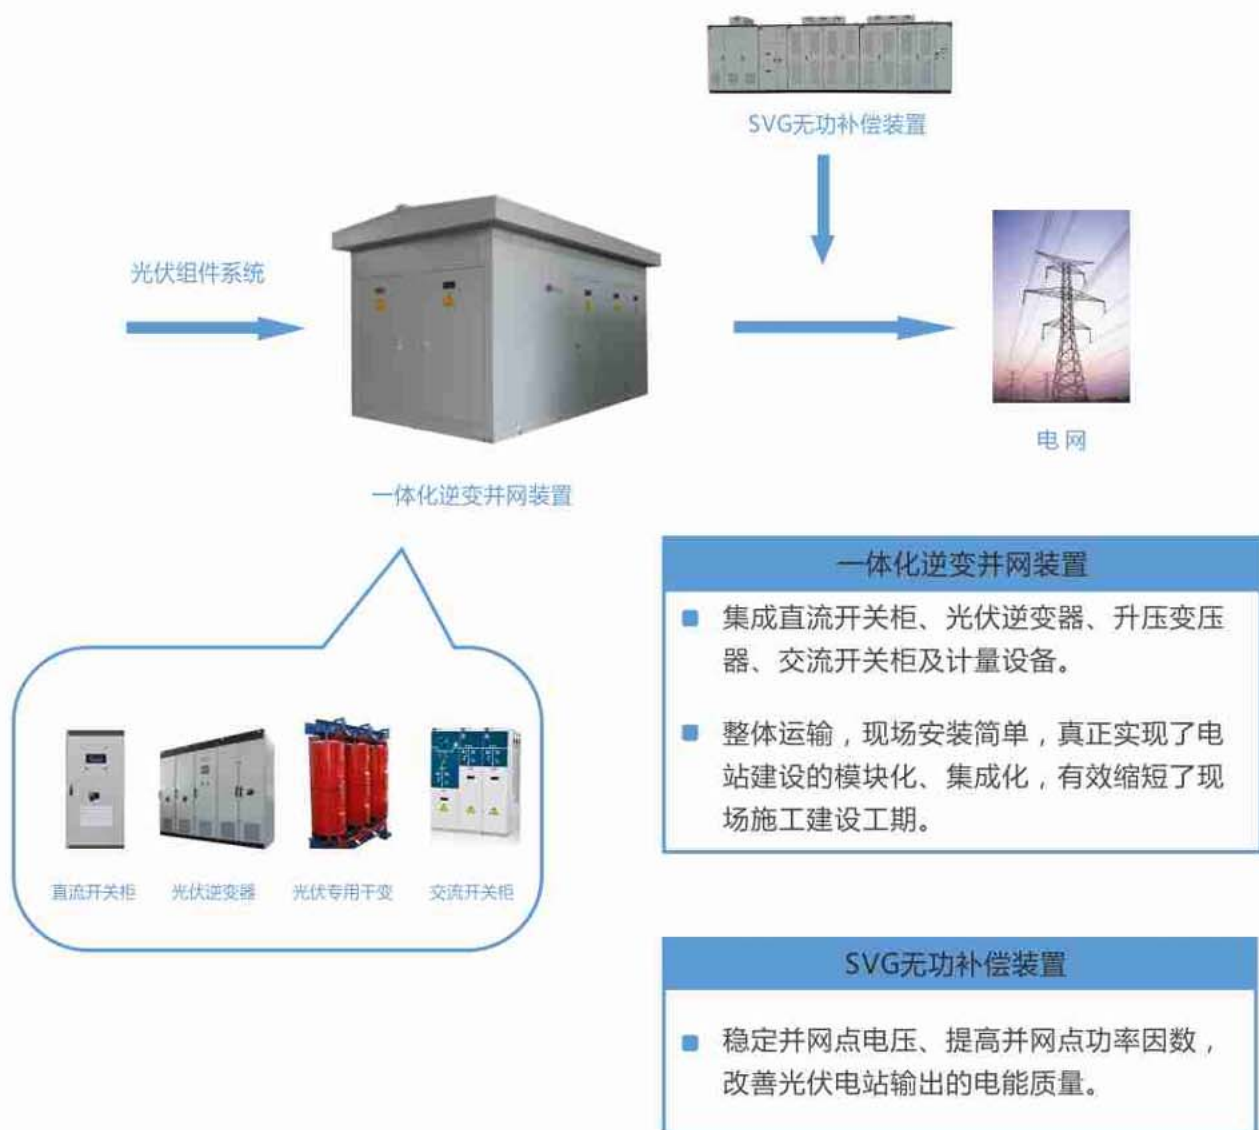 SVG无功补偿装置
光伏组件系统
电 网
一体化逆变并网装置
直流开关柜
光伏逆变器
光伏专用干变
交流开关柜
一体化逆变并网装置
集成直流开关柜、光伏逆变器、升压变压
器、交流开关柜及计量设备。
整体运输，现场安装简单，真正实现了电
站建设的模块化、集成化，有效缩短了现
场施工建设工期。
SVG无功补偿装置
稳定并网点电压、提高并网点功率因数，
改善光伏电站输出的电能质量。